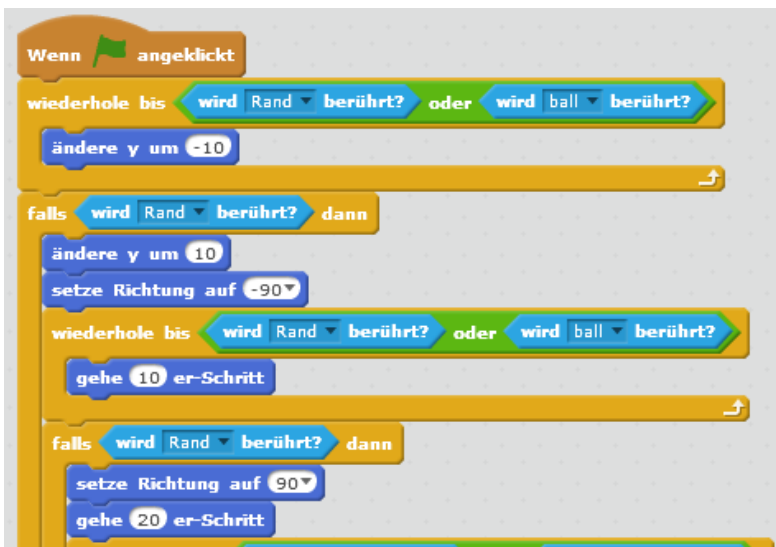 Wenn angeklickt
wiederhole bis wird Rand berührt? oder wird ball berührt?
ändere y um -10
falls wird Rand berührt? dann
ändere y um 10
setze Richtung auf -90
wiederhole bis wird Rand berührt? oder wird ball berührt?
gehe 10 er-Schritt
falls wird Rand berührt? dann
setze Richtung auf 90
gehe 20 er-Schritt